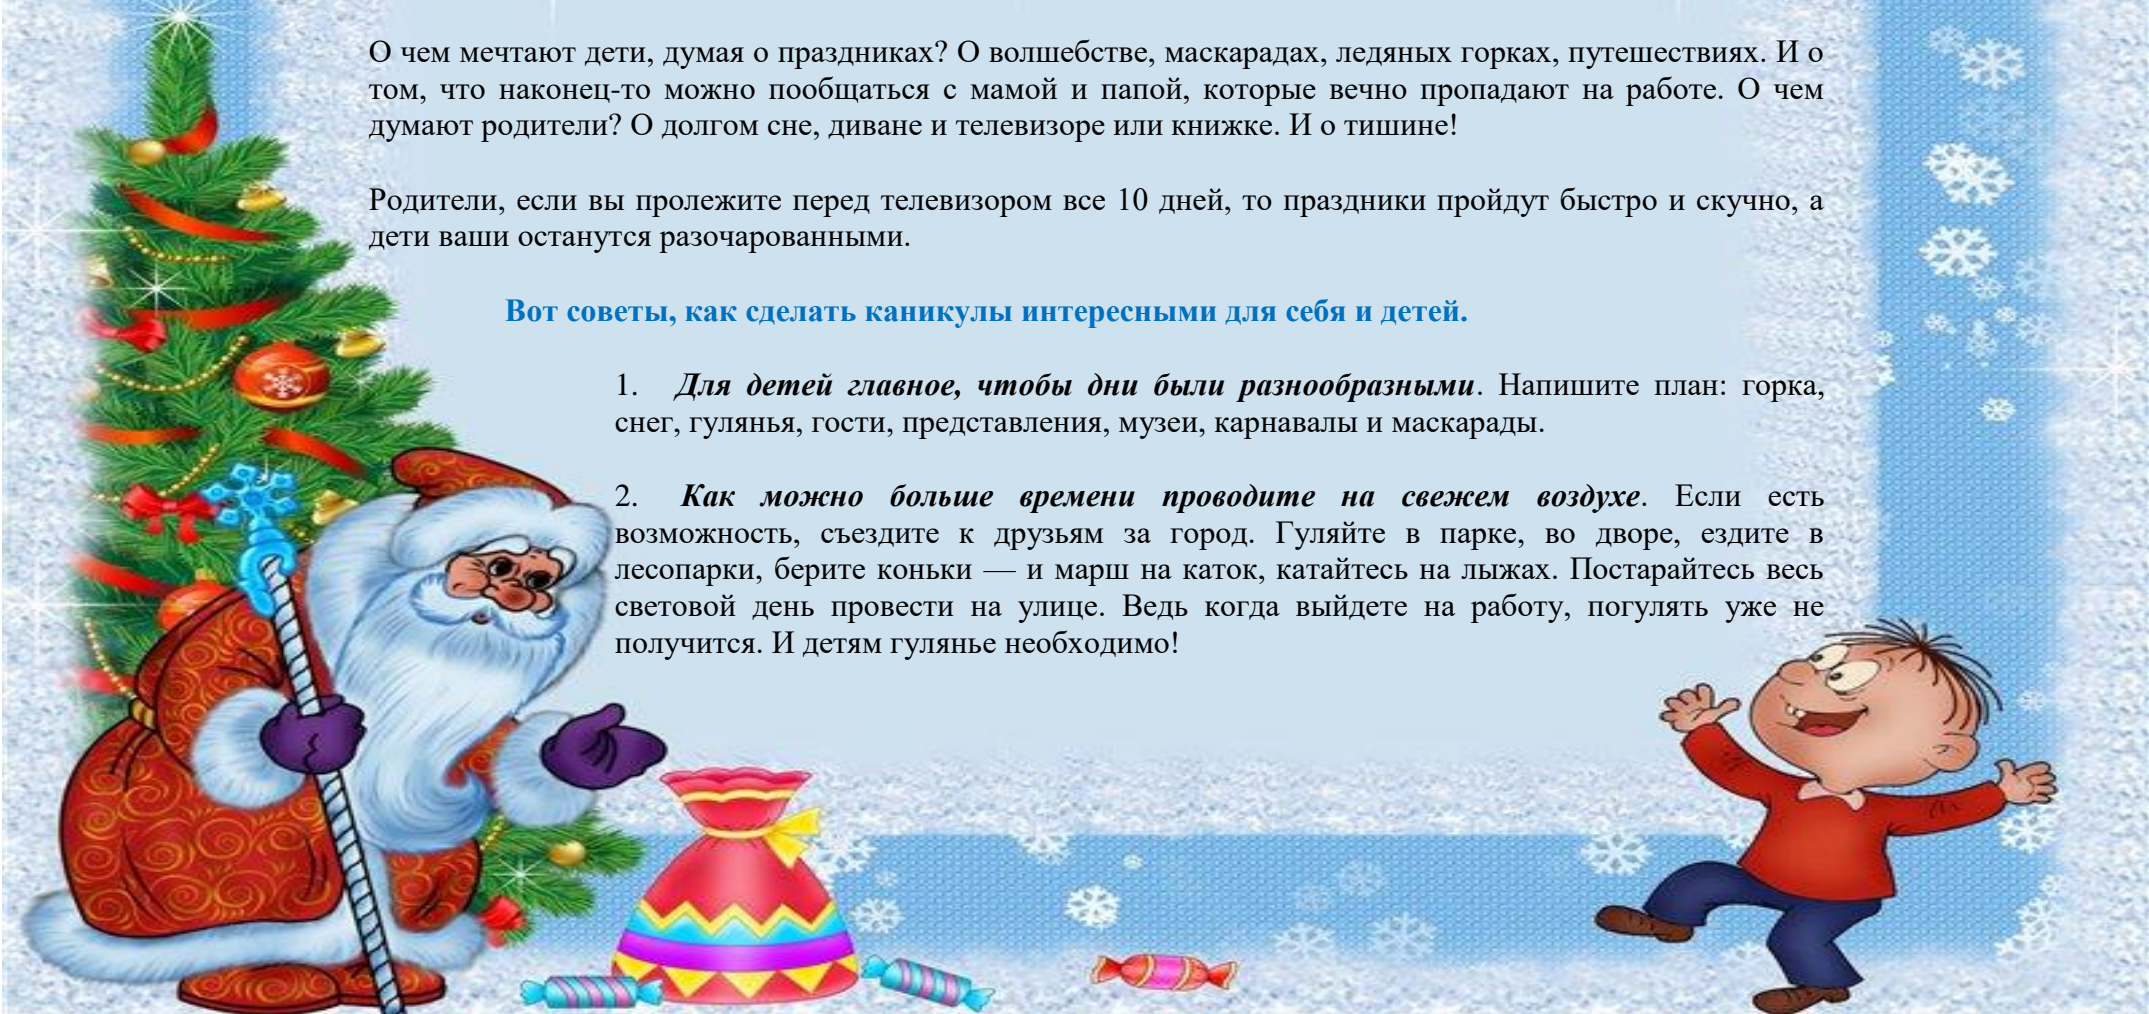 О чем мечтают дети, думая о праздниках? О волшебстве, маскарадах, ледяных горках, путешествиях. И о
том, что наконец-то можно пообщаться с мамой и папой, которые вечно пропадают на работе. О чем
думают родители? О долгом сне, диване и телевизоре или книжке. И о тишине!
Родители, если вы пролежите перед телевизором все 10 дней, то праздники пройдут быстро и скучно, а
дети ваши останутся разочарованными.
Вот советы, как сделать каникулы интересными для себя и детей.
1. Для детей главное, чтобы дни были разнообразными. Напишите план: горка,
снег, гулянья, гости, представления, музеи, карнавалы и маскарады.
2. Как можно больше времени проводите на свежем воздухе. Если есть
возможность, съездите к друзьям за город. Гуляйте в парке, во дворе, ездите в
лесопарки, берите коньки — и марш на каток, катайтесь на лыжах. Постарайтесь весь
световой день провести на улице. Ведь когда выйдете на работу, погулять уже не
получится. И детям гулянье необходимо!